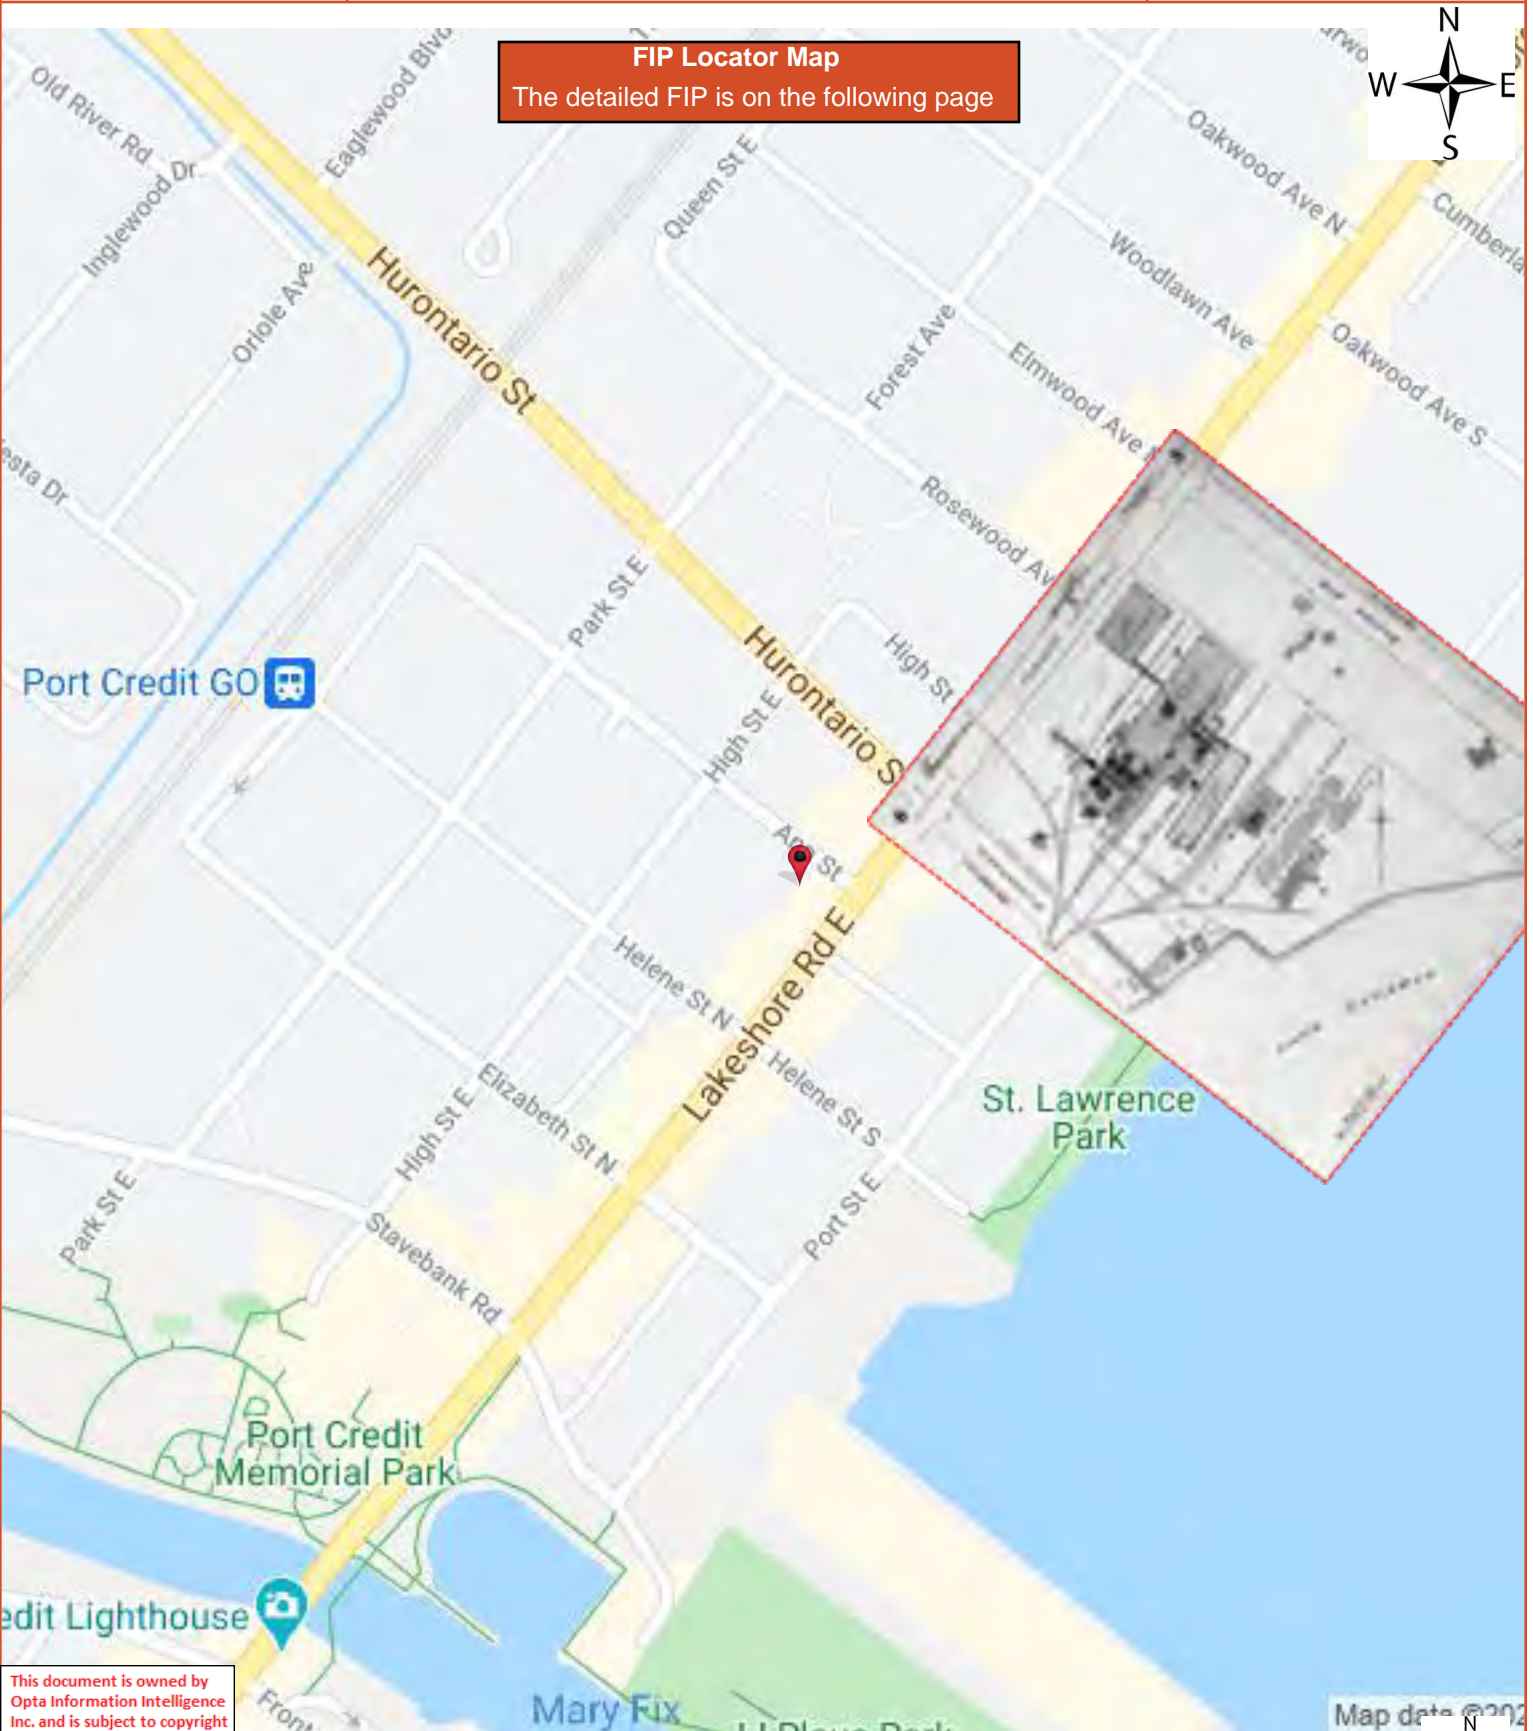 N
W E
S
FIP Locator Map
The detailed FIP is on the following page
Old River Rd
Eaglewood Blvd
Inglewood Dr
Oriole Ave
Hurontario St
Queen St E
Forest Ave
Oakwood Ave N
Woodlawn Ave
Elmwood Ave
Oakwood Ave S
Rosewood Av
Park St E
High St
Port Credit GO
High St E
Hurontario S
Ann St
Lakeshore Rd E
Helene St N
Helene St S
Elizabeth St N
High St E
St. Lawrence
Park
Park St E
Port St E
Stavebank Rd
Port Credit
Memorial Park
edit Lighthouse
Mary Fix
This document is owned by
Opta Information Intelligence
Inc. and is subject to copyright
Map data ©202
N